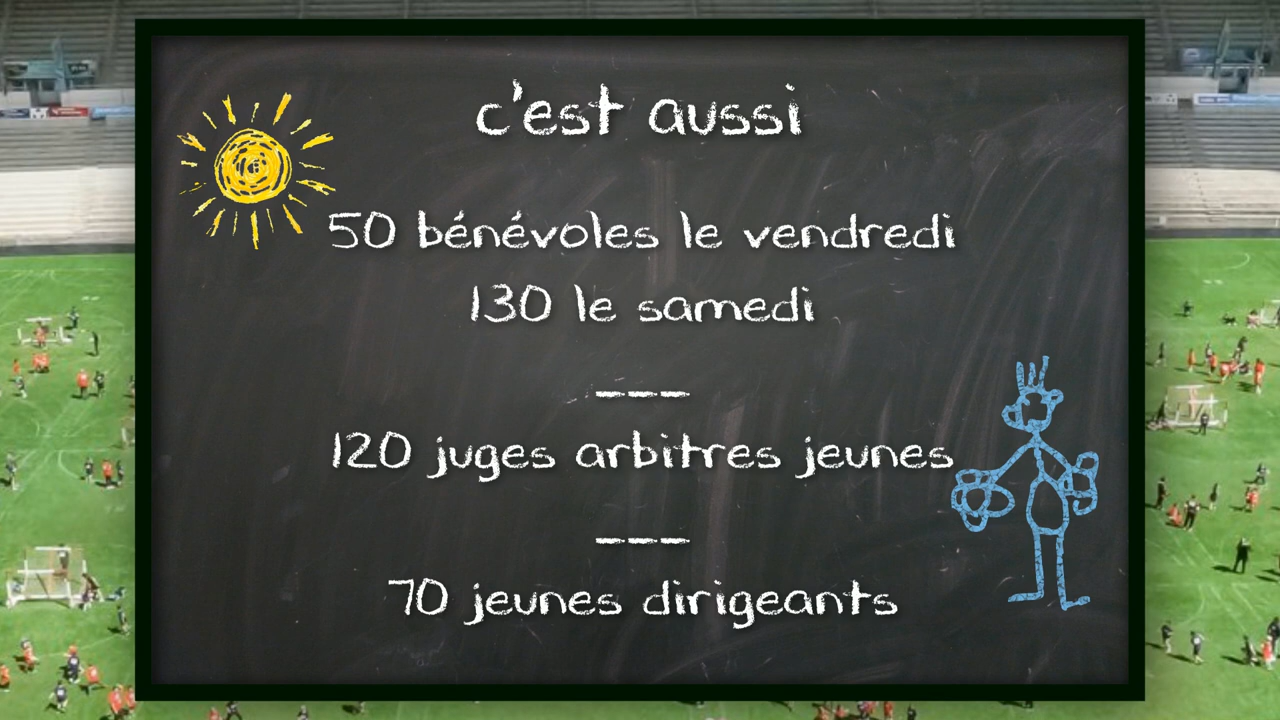 c'est aussi
50 bénévoles le vendredi
130 le samedi
---
120 juges arbitres jeunes
---
70 jeunes dirigeants